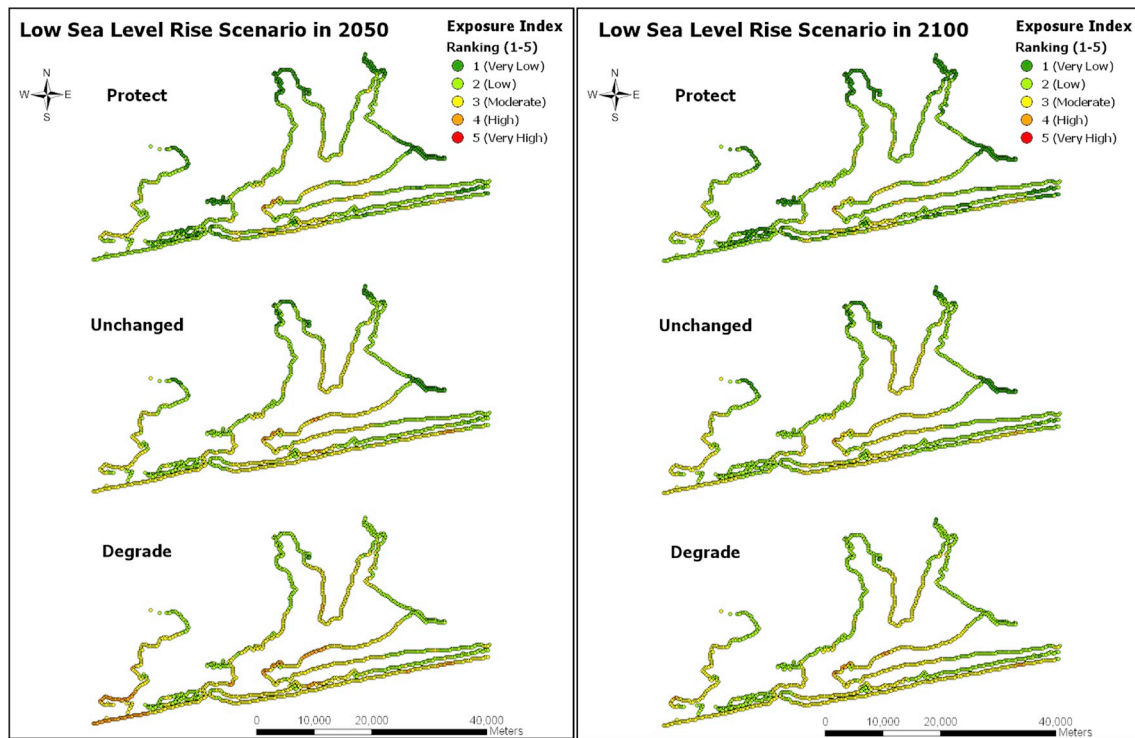 Low Sea Level Rise Scenario in 2050
Exposure Index
Ranking (1-5)
1 (Very Low)
2 (Low)
3 (Moderate)
4 (High)
5 (Very High)
N
W E
S
Protect
Unchanged
Degrade
0 10,000 20,000 40,000
Meters
Low Sea Level Rise Scenario in 2100
Exposure Index
Ranking (1-5)
1 (Very Low)
2 (Low)
3 (Moderate)
4 (High)
5 (Very High)
N
W E
S
Protect
Unchanged
Degrade
0 10,000 20,000 40,000
Meters